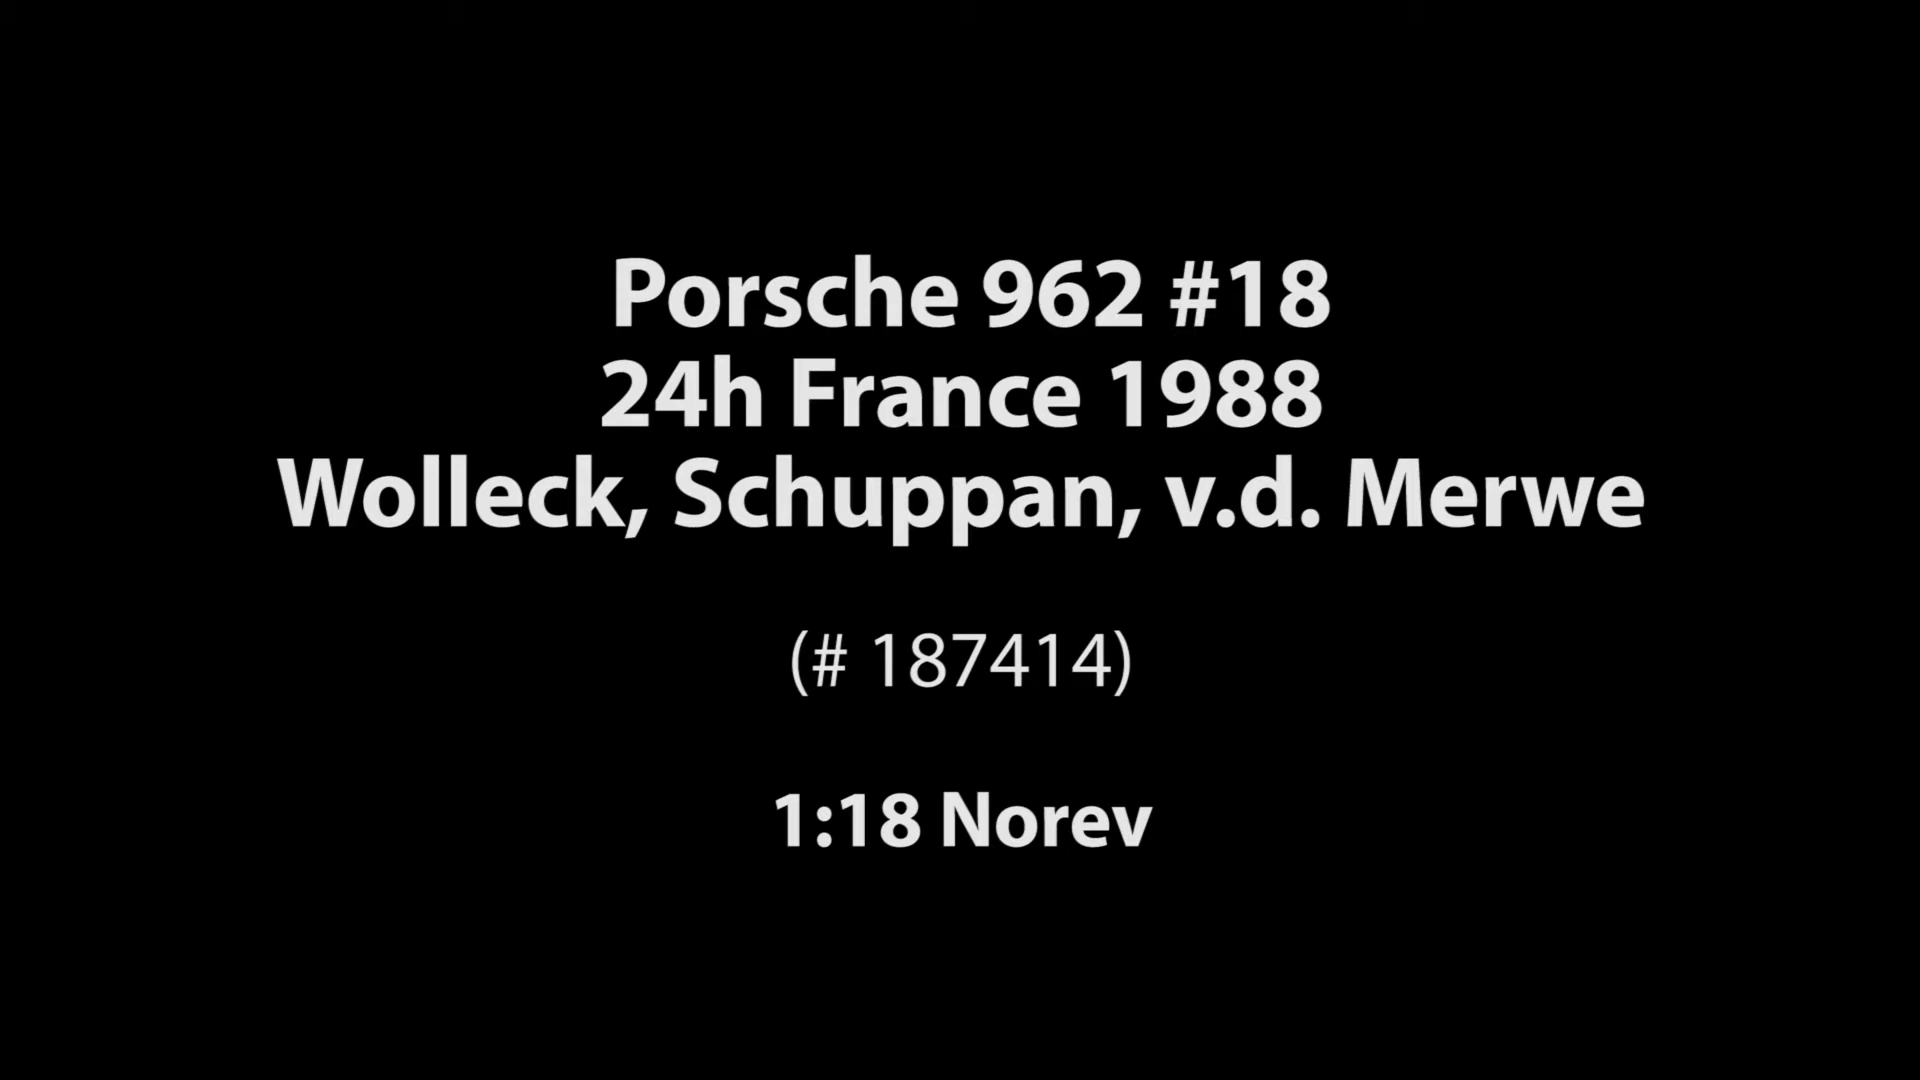 Porsche 962 #18
24h France 1988
Wolleck, Schuppan, v.d. Merwe
(# 187414)
1:18 Norev